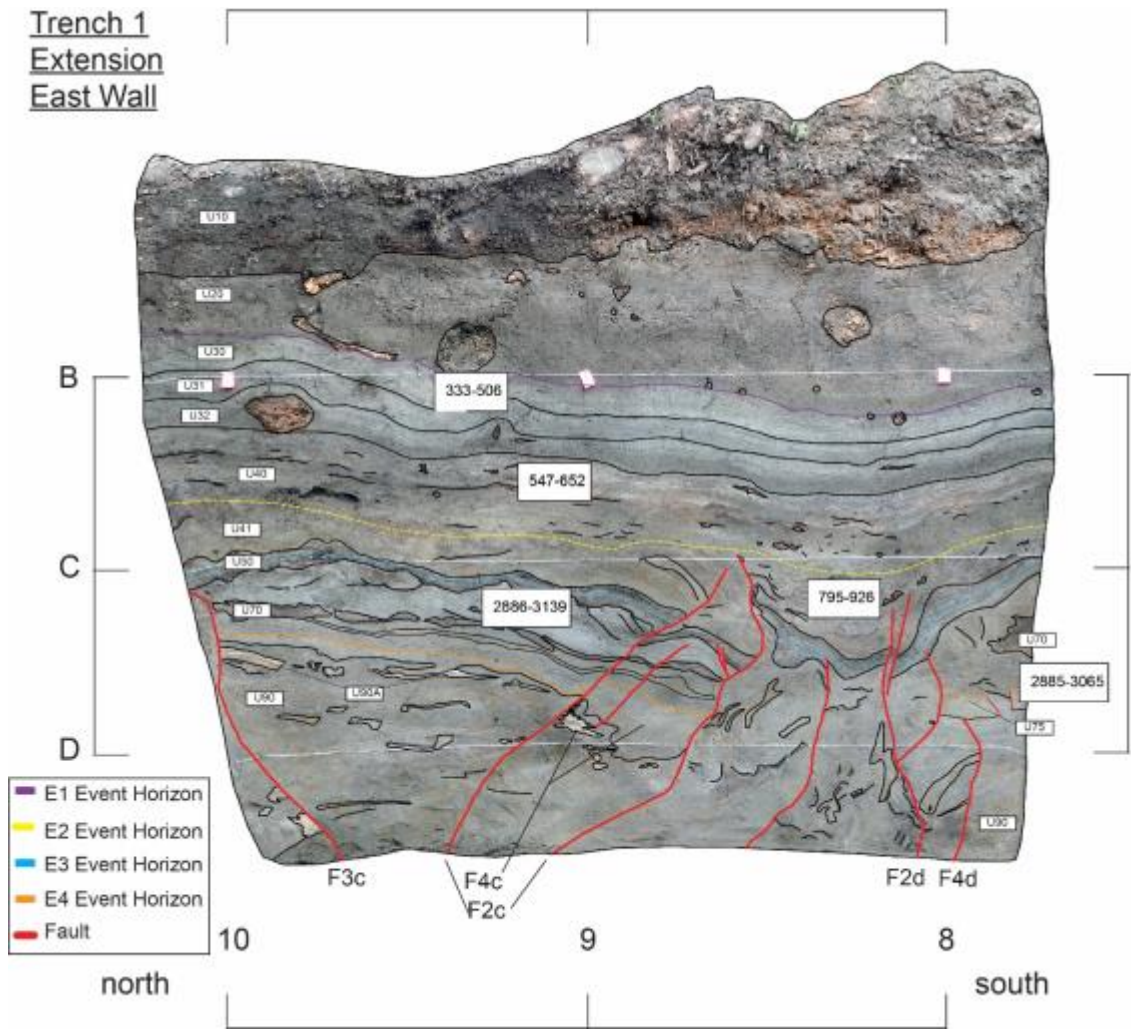 Trench 1
Extension
East Wall
U10
U20
U30
B
U31
333-506
U32
U40
547-652
U41
C
U50
2886-3139
795-926
U70
U70
2885-3065
U90
U90A
U75
D
E1 Event Horizon
E2 Event Horizon
E3 Event Horizon
E4 Event Horizon
Fault
U90
F3c
F4c
F2c
F2d
F4d
10
9
8
north
south